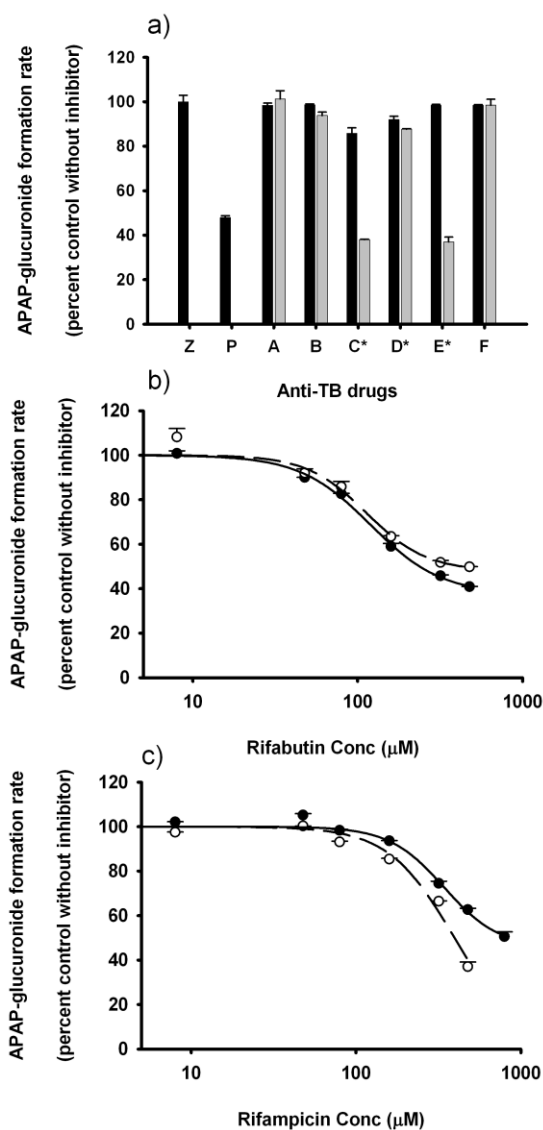 a)
APAP-glucuronide formation rate
(percent control without inhibitor)
120
100
80
60
40
20
0
Z P A B C* D* E* F
Anti-TB drugs
b)
APAP-glucuronide formation rate
(percent control without inhibitor)
120
100
80
60
40
20
0
10 100 1000
Rifabutin Conc (μM)
c)
APAP-glucuronide formation rate
(percent control without inhibitor)
120
100
80
60
40
20
0
10 100 1000
Rifampicin Conc (μM)